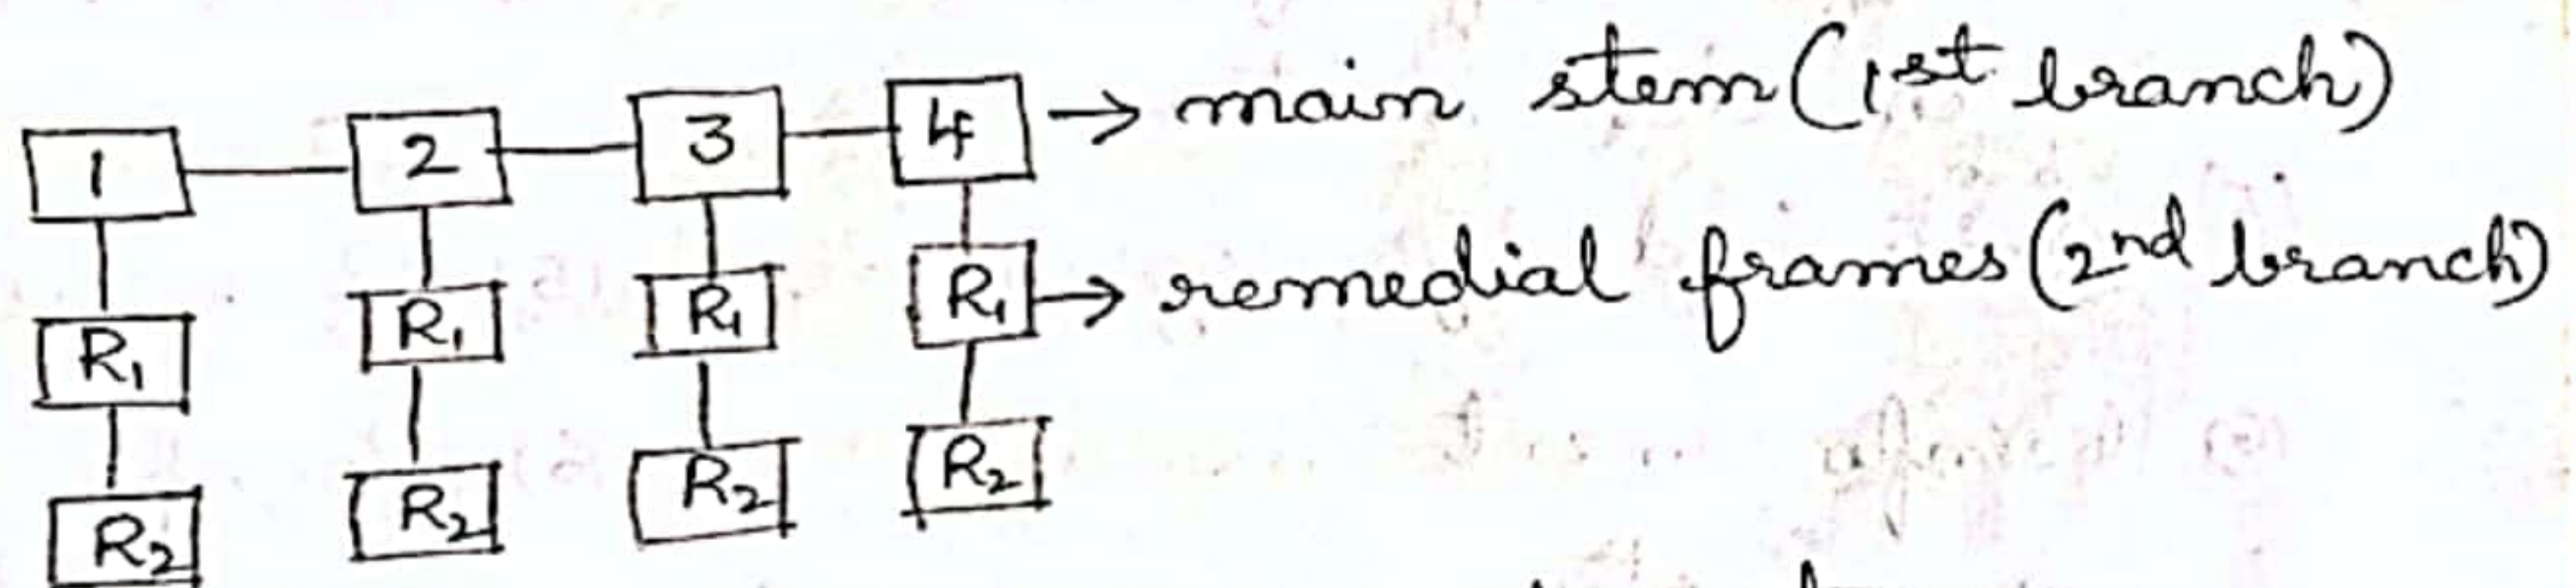 1 2 3 4 → main stem (1st branch)
R1 R1 R1 R1 → remedial frames (2nd branch)
R2 R2 R2 R2